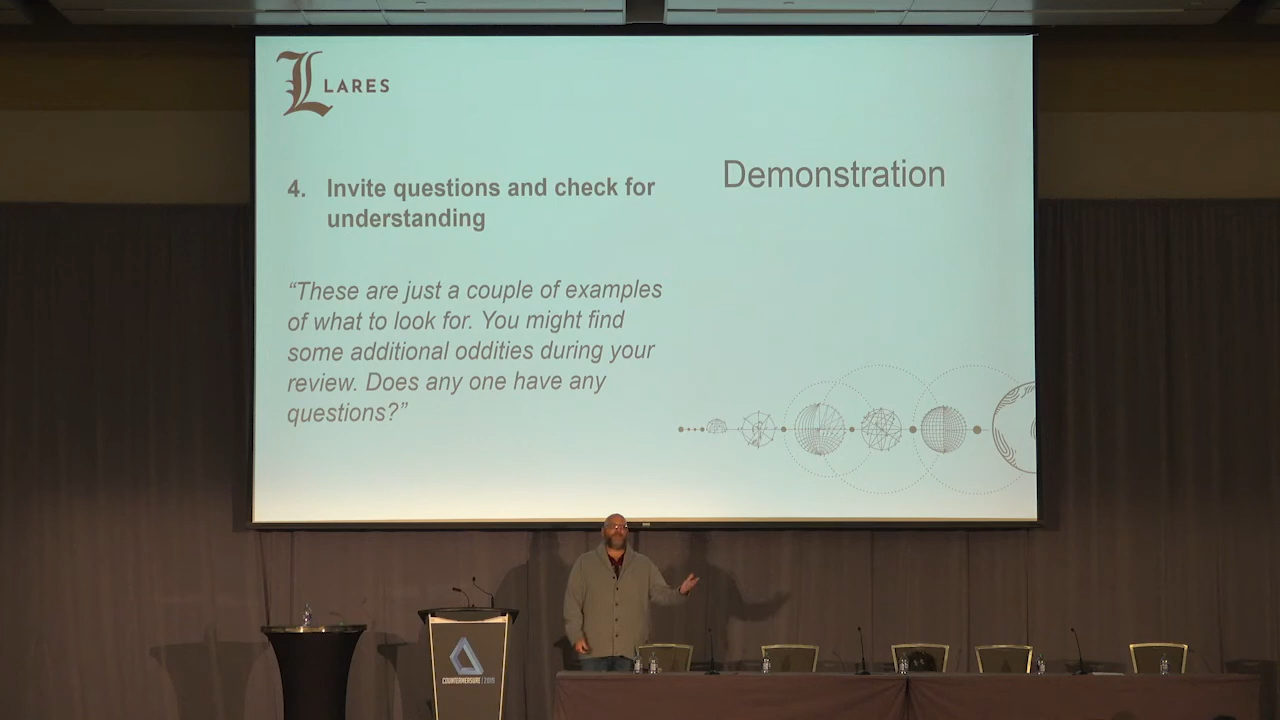 L LARES
Demonstration
4. Invite questions and check for
understanding
“These are just a couple of examples
of what to look for. You might find
some additional oddities during your
review. Does any one have any
questions?”
COUNTERMEASURE | 2019